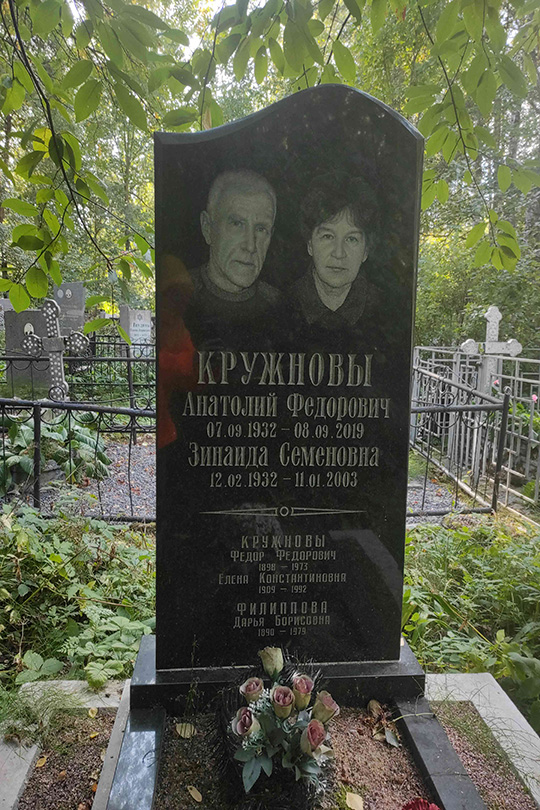 КРУЖНОВЫ
Анатолий Федорович
07.09.1932 – 08.09.2019
Зинаида Семеновна
12.02.1932 – 11.01.2003
КРУЖНОВЫ
Федор Федорович
1898 – 1973
Елена Константиновна
1909 – 1992
ФИЛИППОВА
Дарья Борисовна
1890 – 1979